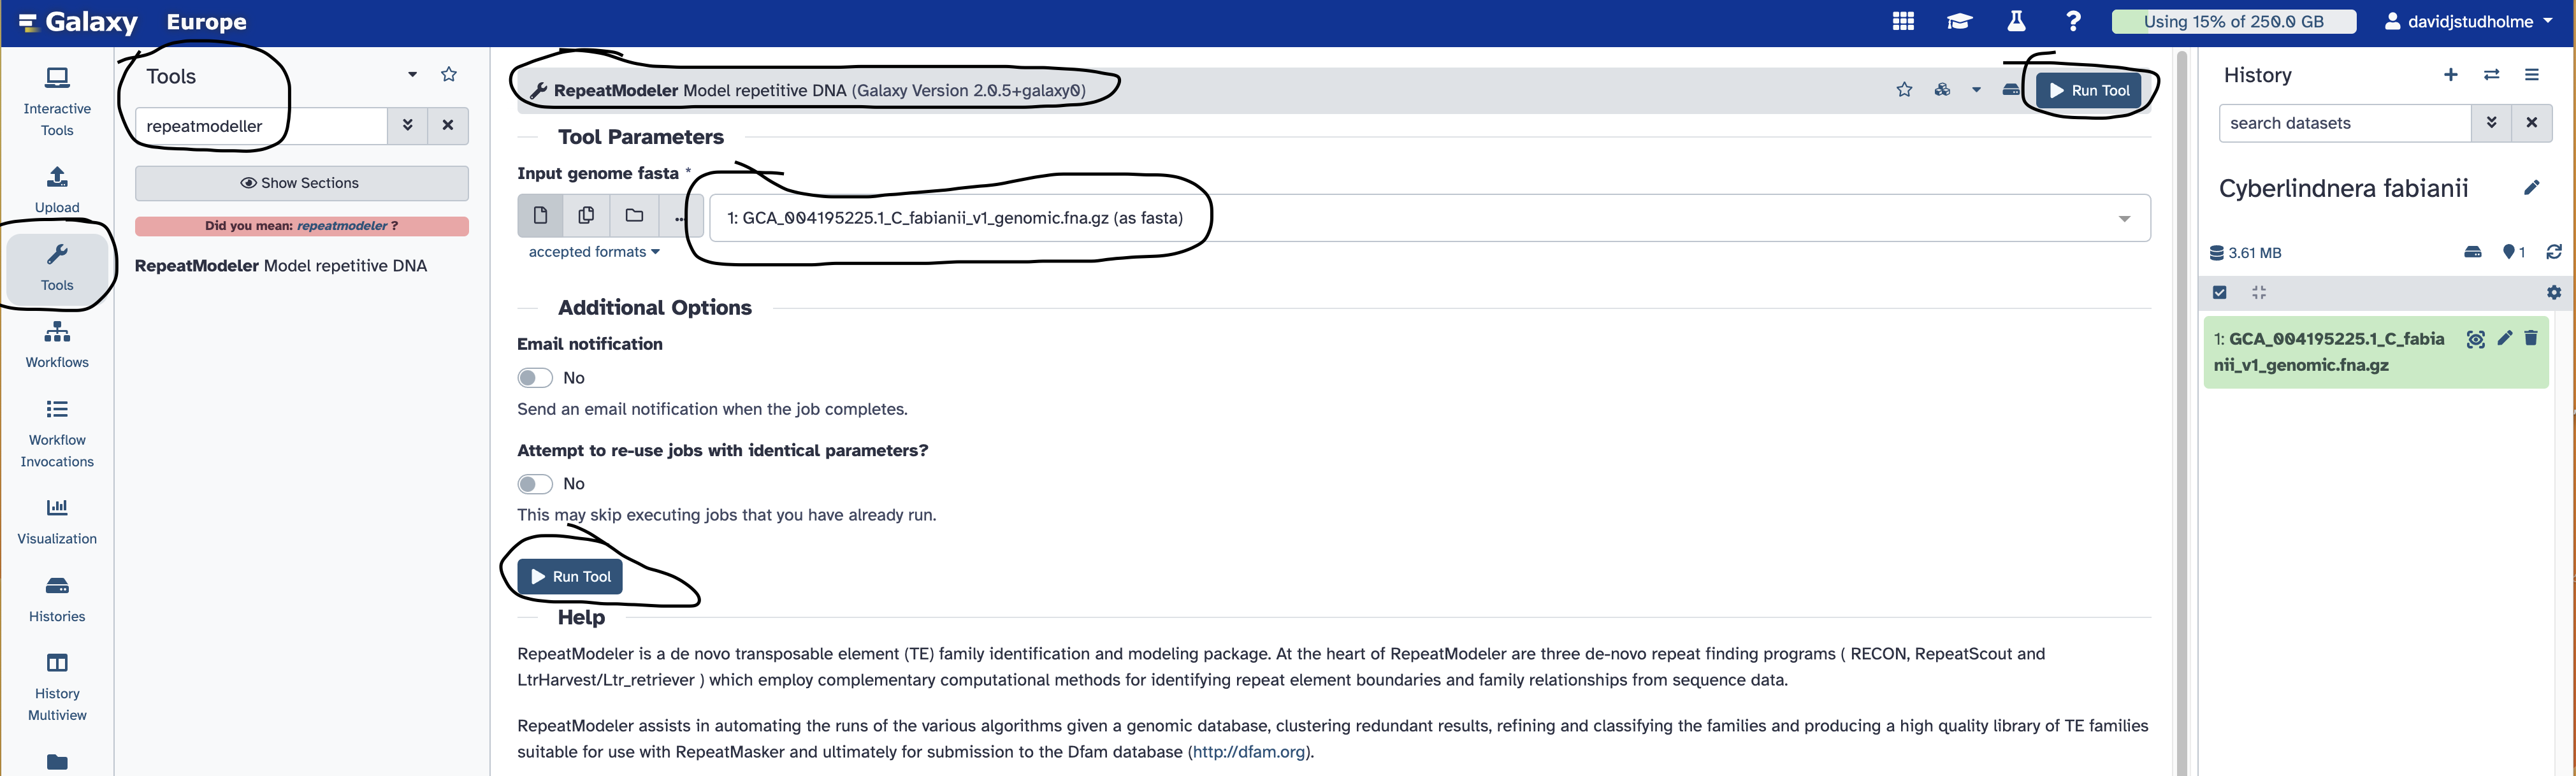 Galaxy Europe
Using 15% of 250.0 GB
davidjstudholme
Interactive
Tools
Upload
Tools
Workflows
Workflow
Invocations
Visualization
Histories
History
Multiview
Tools
repeatmodeller
Show Sections
Did you mean: repeatmodeler ?
RepeatModeler Model repetitive DNA
RepeatModeler Model repetitive DNA (Galaxy Version 2.0.5+galaxy0)
Run Tool
Tool Parameters
Input genome fasta *
...
1: GCA_004195225.1_C_fabianii_v1_genomic.fna.gz (as fasta)
accepted formats
Additional Options
Email notification
No
Send an email notification when the job completes.
Attempt to re-use jobs with identical parameters?
No
This may skip executing jobs that you have already run.
Run Tool
Help
RepeatModeler is a de novo transposable element (TE) family identification and modeling package. At the heart of RepeatModeler are three de-novo repeat finding programs ( RECON, RepeatScout and
LtrHarvest/Ltr_retriever ) which employ complementary computational methods for identifying repeat element boundaries and family relationships from sequence data.
RepeatModeler assists in automating the runs of the various algorithms given a genomic database, clustering redundant results, refining and classifying the families and producing a high quality library of TE families
suitable for use with RepeatMasker and ultimately for submission to the Dfam database (http://dfam.org).
History
search datasets
Cyberlindnera fabianii
3.61 MB
1
1: GCA_004195225.1_C_fabia
nii_v1_genomic.fna.gz